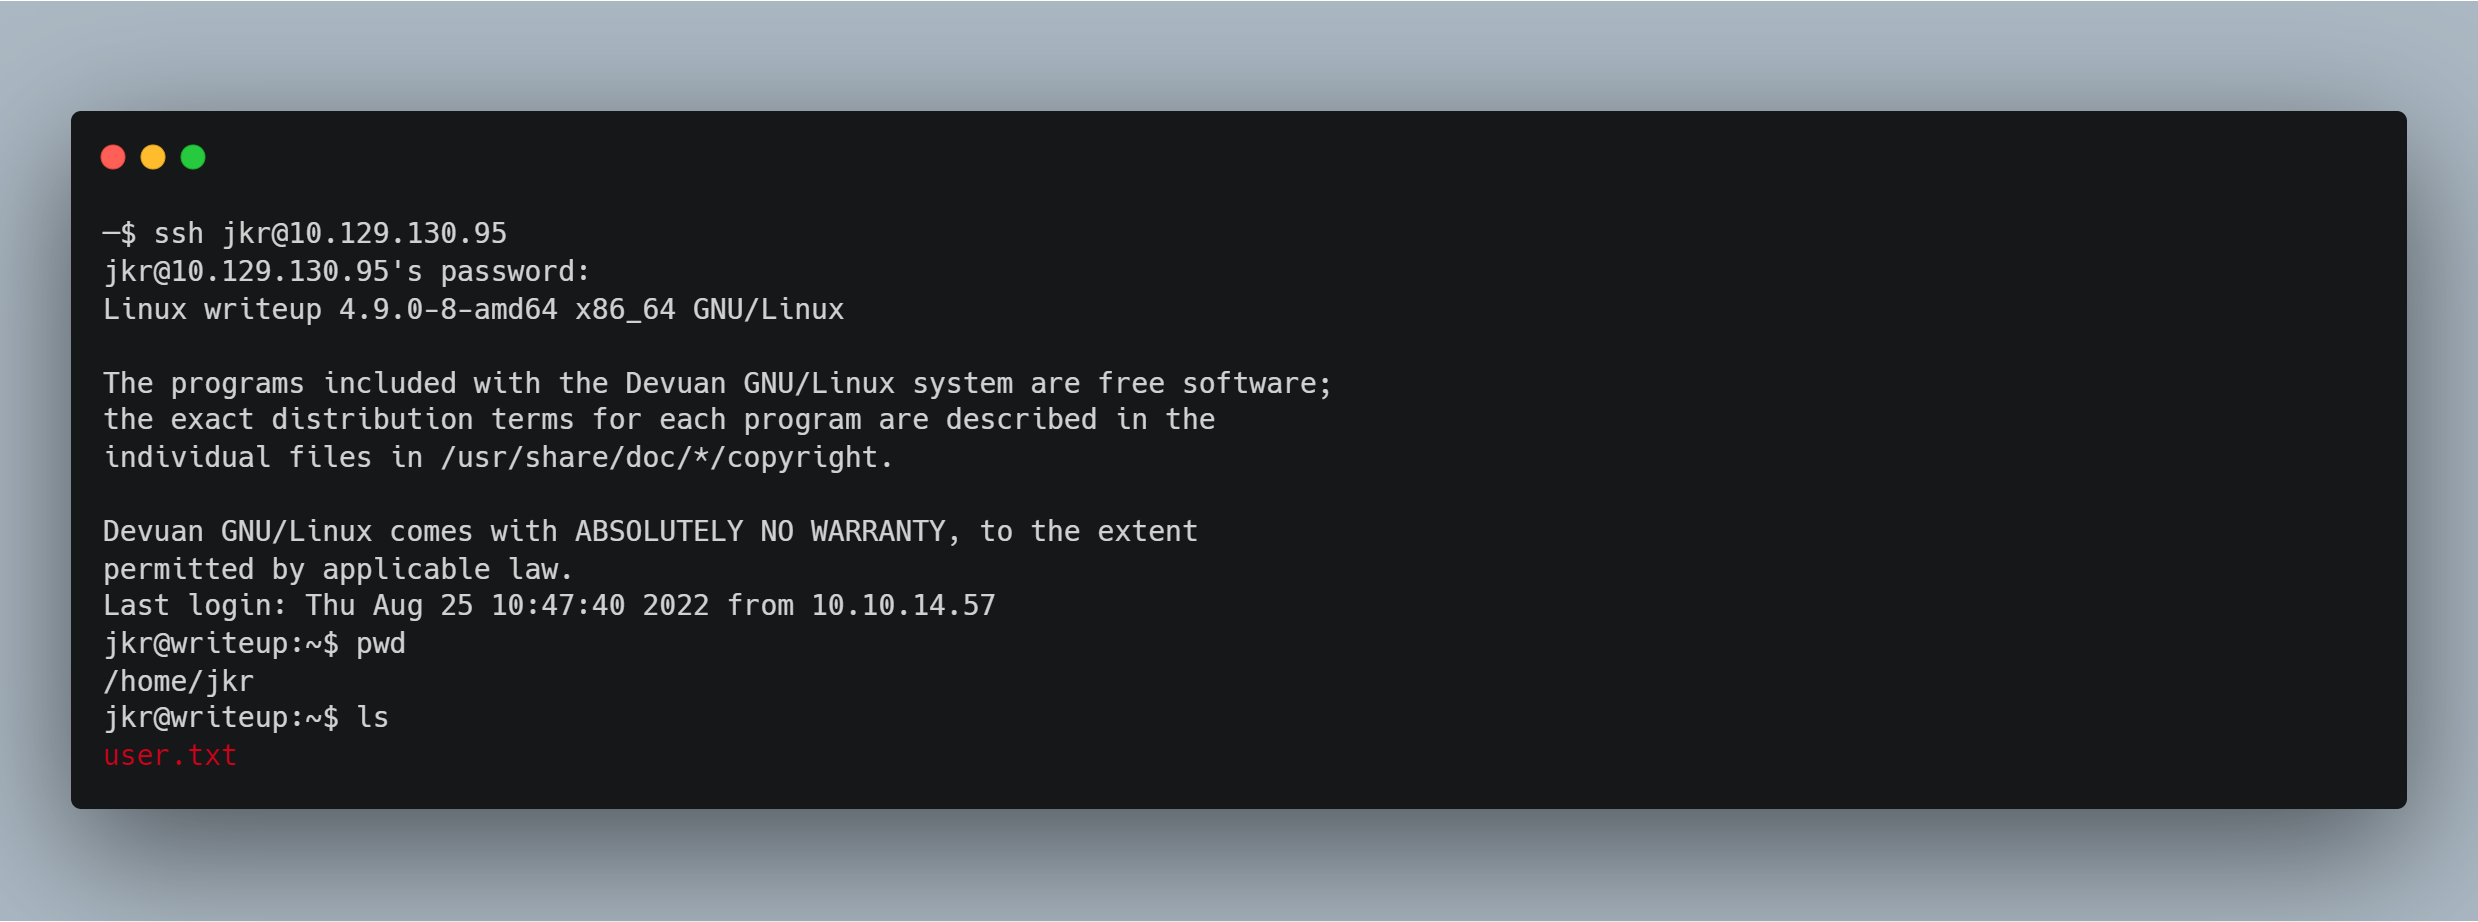 ─$ ssh jkr@10.129.130.95
jkr@10.129.130.95's password:
Linux writeup 4.9.0-8-amd64 x86_64 GNU/Linux
The programs included with the Devuan GNU/Linux system are free software;
the exact distribution terms for each program are described in the
individual files in /usr/share/doc/*/copyright.
Devuan GNU/Linux comes with ABSOLUTELY NO WARRANTY, to the extent
permitted by applicable law.
Last login: Thu Aug 25 10:47:40 2022 from 10.10.14.57
jkr@writeup:~$ pwd
/home/jkr
jkr@writeup:~$ ls
user.txt